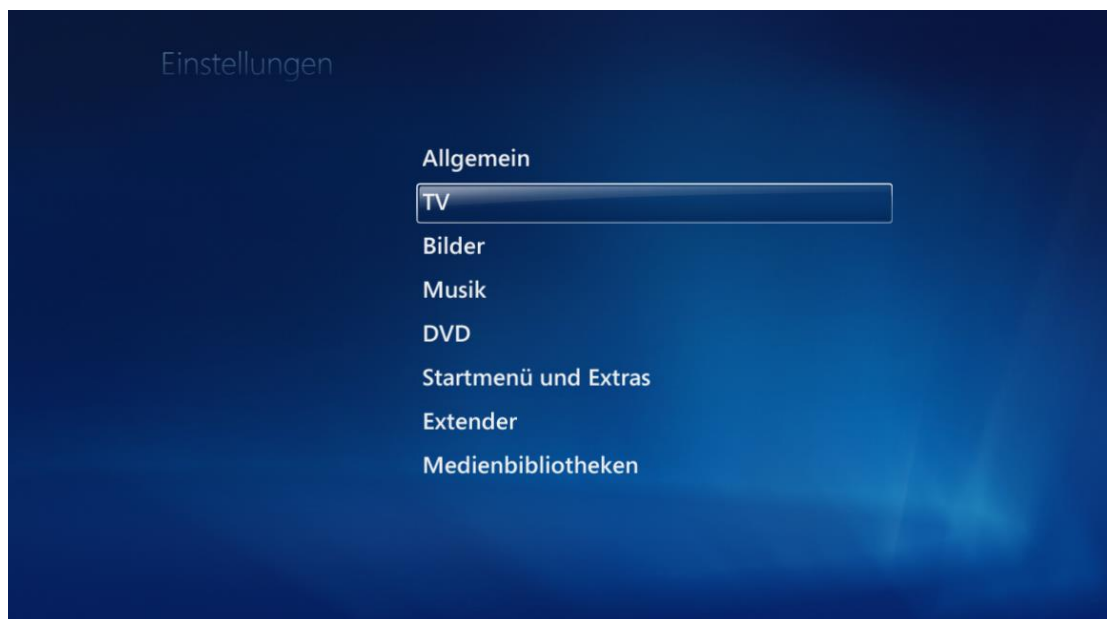 Einstellungen
Allgemein
TV
Bilder
Musik
DVD
Startmenü und Extras
Extender
Medienbibliotheken